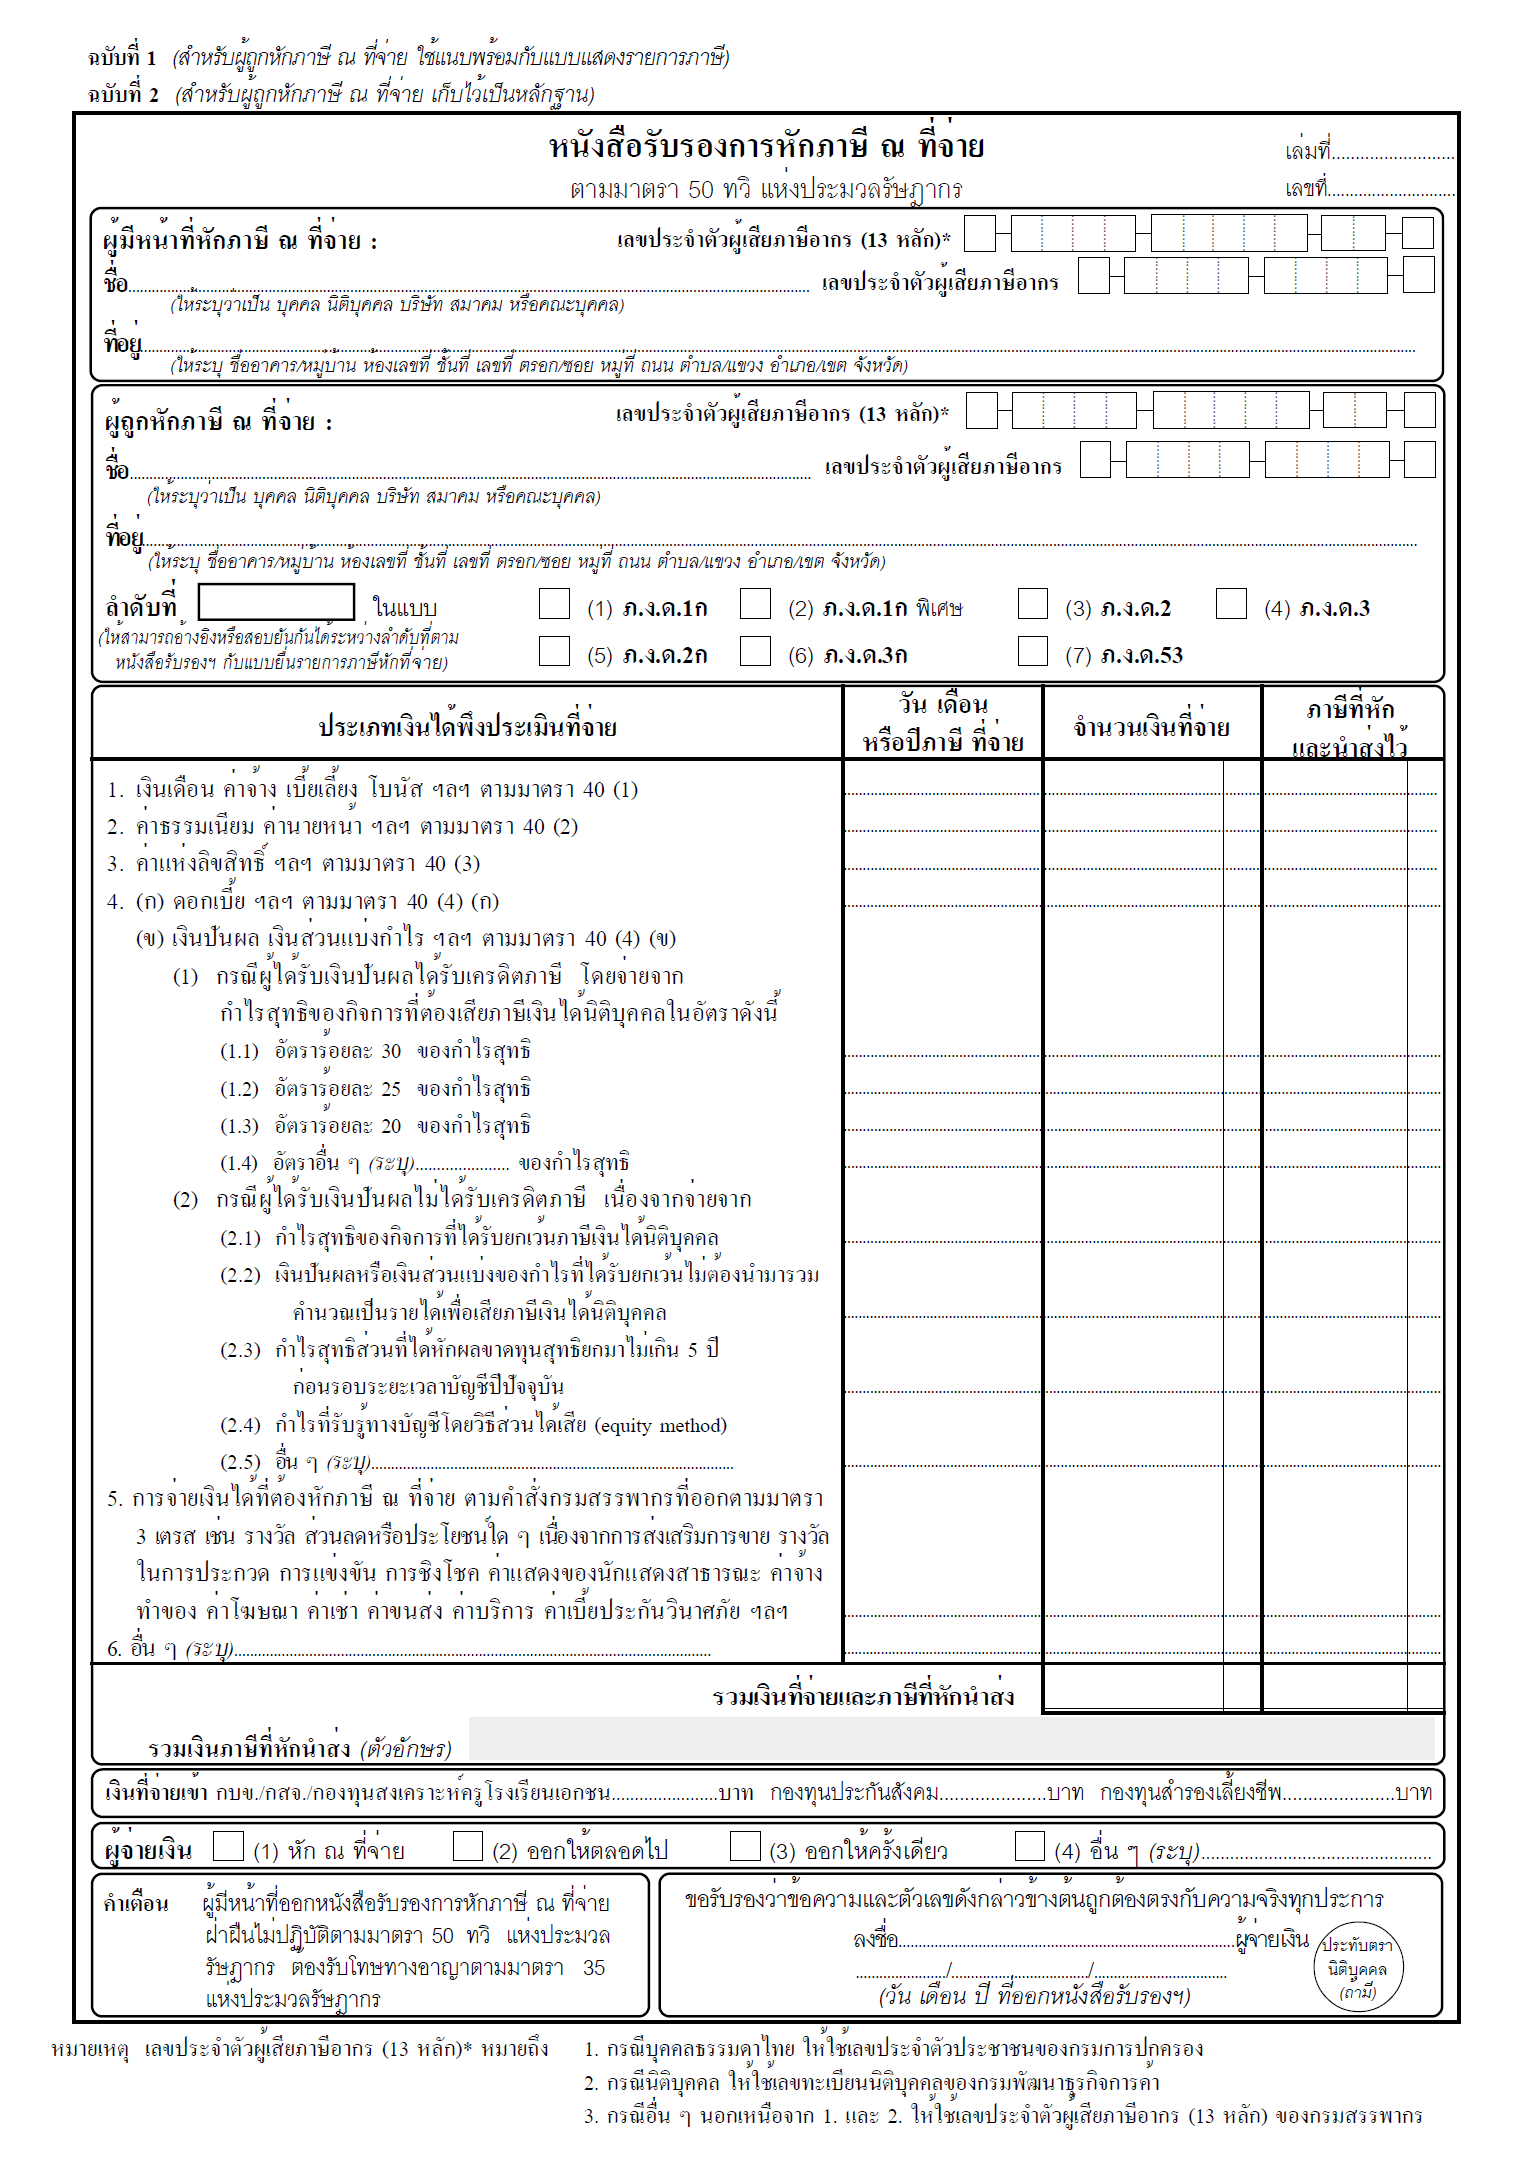 ฉบับที่ 1 (สำหรับผู้ถูกหักภาษี ณ ที่จ่าย ใช้แนบพร้อมกับแบบแสดงรายการภาษี)
ฉบับที่ 2 (สำหรับผู้ถูกหักภาษี ณ ที่จ่าย เก็บไว้เป็นหลักฐาน)
หนังสือรับรองการหักภาษี ณ ที่จ่าย
เล่มที่..........................
ตามมาตรา 50 ทวิ แห่งประมวลรัษฎากร
เลขที่..........................
ผู้มีหน้าที่หักภาษี ณ ที่จ่าย :
เลขประจำตัวผู้เสียภาษีอากร (13 หลัก)*
ชื่อ.......................... เลขประจำตัวผู้เสียภาษีอากร
(ให้ระบุว่าเป็น บุคคล นิติบุคคล บริษัท สมาคม หรือคณะบุคคล)
ที่อยู่..........................
(ให้ระบุ ชื่ออาคาร/หมู่บ้าน ห้องเลขที่ ชั้นที่ เลขที่ ตรอก/ซอย หมู่ที่ ถนน ตำบล/แขวง อำเภอ/เขต จังหวัด)
ผู้ถูกหักภาษี ณ ที่จ่าย :
เลขประจำตัวผู้เสียภาษีอากร (13 หลัก)*
ชื่อ.......................... เลขประจำตัวผู้เสียภาษีอากร
(ให้ระบุว่าเป็น บุคคล นิติบุคคล บริษัท สมาคม หรือคณะบุคคล)
ที่อยู่..........................
(ให้ระบุ ชื่ออาคาร/หมู่บ้าน ห้องเลขที่ ชั้นที่ เลขที่ ตรอก/ซอย หมู่ที่ ถนน ตำบล/แขวง อำเภอ/เขต จังหวัด)
ลำดับที่ ในแบบ (1) ภ.ง.ด.1ก (2) ภ.ง.ด.1ก พิเศษ (3) ภ.ง.ด.2 (4) ภ.ง.ด.3
(ให้สามารถอ้างอิงหรือสอบยันกันได้ระหว่างลำดับที่ตาม
หนังสือรับรองฯ กับแบบยื่นรายการภาษีหักที่จ่าย)
(5) ภ.ง.ด.2ก (6) ภ.ง.ด.3ก (7) ภ.ง.ด.53
ประเภทเงินได้พึงประเมินที่จ่าย
วัน เดือน
หรือปีภาษี ที่จ่าย
จำนวนเงินที่จ่าย
ภาษีที่หัก
และนำส่งไว้
1. เงินเดือน ค่าจ้าง เบี้ยเลี้ยง โบนัส ฯลฯ ตามมาตรา 40 (1)
2. ค่าธรรมเนียม ค่านายหน้า ฯลฯ ตามมาตรา 40 (2)
3. ค่าแห่งลิขสิทธิ์ ฯลฯ ตามมาตรา 40 (3)
4. (ก) ดอกเบี้ย ฯลฯ ตามมาตรา 40 (4) (ก)
(ข) เงินปันผล เงินส่วนแบ่งกำไร ฯลฯ ตามมาตรา 40 (4) (ข)
(1) กรณีผู้ได้รับเงินปันผลได้รับเครดิตภาษี โดยจ่ายจาก
กำไรสุทธิของกิจการที่ต้องเสียภาษีเงินได้นิติบุคคลในอัตราดังนี้
(1.1) อัตราร้อยละ 30 ของกำไรสุทธิ
(1.2) อัตราร้อยละ 25 ของกำไรสุทธิ
(1.3) อัตราร้อยละ 20 ของกำไรสุทธิ
(1.4) อัตราอื่น ๆ (ระบุ)...................... ของกำไรสุทธิ
(2) กรณีผู้ได้รับเงินปันผลไม่ได้รับเครดิตภาษี เนื่องจากจ่ายจาก
(2.1) กำไรสุทธิของกิจการที่ได้รับยกเว้นภาษีเงินได้นิติบุคคล
(2.2) เงินปันผลหรือเงินส่วนแบ่งของกำไรที่ได้รับยกเว้นไม่ต้องนำมารวม
คำนวณเป็นรายได้เพื่อเสียภาษีเงินได้นิติบุคคล
(2.3) กำไรสุทธิส่วนที่ได้หักผลขาดทุนสุทธิยกมาไม่เกิน 5 ปี
ก่อนรอบระยะเวลาบัญชีปีปัจจุบัน
(2.4) กำไรที่รับรู้ทางบัญชีโดยวิธีส่วนได้เสีย (equity method)
(2.5) อื่น ๆ (ระบุ)..........................
5. การจ่ายเงินได้ที่ต้องหักภาษี ณ ที่จ่าย ตามคำสั่งกรมสรรพากรที่ออกตามมาตรา
3 เตรส เช่น รางวัล ส่วนลดหรือประโยชน์ใด ๆ เนื่องจากการส่งเสริมการขาย รางวัล
ในการประกวด การแข่งขัน การชิงโชค ค่าแสดงของนักแสดงสาธารณะ ค่าจ้าง
ทำของ ค่าโฆษณา ค่าเช่า ค่าขนส่ง ค่าบริการ ค่าเบี้ยประกันวินาศภัย ฯลฯ
6. อื่น ๆ (ระบุ)..........................
รวมเงินที่จ่ายและภาษีที่หักนำส่ง
รวมเงินภาษีที่หักนำส่ง (ตัวอักษร)
เงินที่จ่ายเข้า กบข./กสจ./กองทุนสงเคราะห์ครูโรงเรียนเอกชน.......................บาท กองทุนประกันสังคม.......................บาท กองทุนสำรองเลี้ยงชีพ.......................บาท
ผู้จ่ายเงิน (1) หัก ณ ที่จ่าย (2) ออกให้ตลอดไป (3) ออกให้ครั้งเดียว (4) อื่น ๆ (ระบุ)..........................
คำเตือน ผู้มีหน้าที่ออกหนังสือรับรองการหักภาษี ณ ที่จ่าย
ฝ่าฝืนไม่ปฏิบัติตามมาตรา 50 ทวิ แห่งประมวล
รัษฎากร ต้องรับโทษทางอาญาตามมาตรา 35
แห่งประมวลรัษฎากร
ขอรับรองว่าข้อความและตัวเลขดังกล่าวข้างต้นถูกต้องตรงกับความจริงทุกประการ
ลงชื่อ..........................ผู้จ่ายเงิน
......................./......................./.......................
(วัน เดือน ปี ที่ออกหนังสือรับรองฯ)
ประทับตรา
นิติบุคคล
(ถ้ามี)
หมายเหตุ เลขประจำตัวผู้เสียภาษีอากร (13 หลัก)* หมายถึง 1. กรณีบุคคลธรรมดาไทย ให้ใช้เลขประจำตัวประชาชนของกรมการปกครอง
2. กรณีนิติบุคคล ให้ใช้เลขทะเบียนนิติบุคคลของกรมพัฒนาธุรกิจการค้า
3. กรณีอื่น ๆ นอกเหนือจาก 1. และ 2. ให้ใช้เลขประจำตัวผู้เสียภาษีอากร (13 หลัก) ของกรมสรรพากร